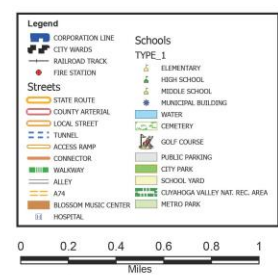 Legend
CORPORATION LINE
CITY WARDS
RAILROAD TRACK
FIRE STATION
Streets
STATE ROUTE
COUNTY ARTERIAL
LOCAL STREET
TUNNEL
ACCESS RAMP
CONNECTOR
WALKWAY
ALLEY
A74
BLOSSOM MUSIC CENTER
H HOSPITAL
Schools
TYPE_1
ELEMENTARY
HIGH SCHOOL
MIDDLE SCHOOL
MUNICIPAL BUILDING
WATER
CEMETERY
GOLF COURSE
PUBLIC PARKING
CITY PARK
SCHOOL YARD
CUYAHOGA VALLEY NAT. REC. AREA
METRO PARK
0 0.2 0.4 0.6 0.8 1
Miles